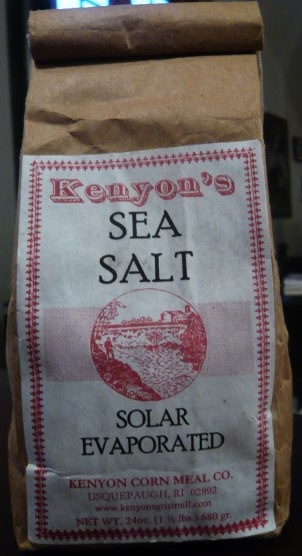 Kenyon's
SEA
SALT
SOLAR
EVAPORATED
KENYON CORN MEAL CO.
USQUEPAUGH, RI 02892
www.kenyonsgristmill.com
NET WT. 24oz. (1 ½ lbs.) 680 gr.